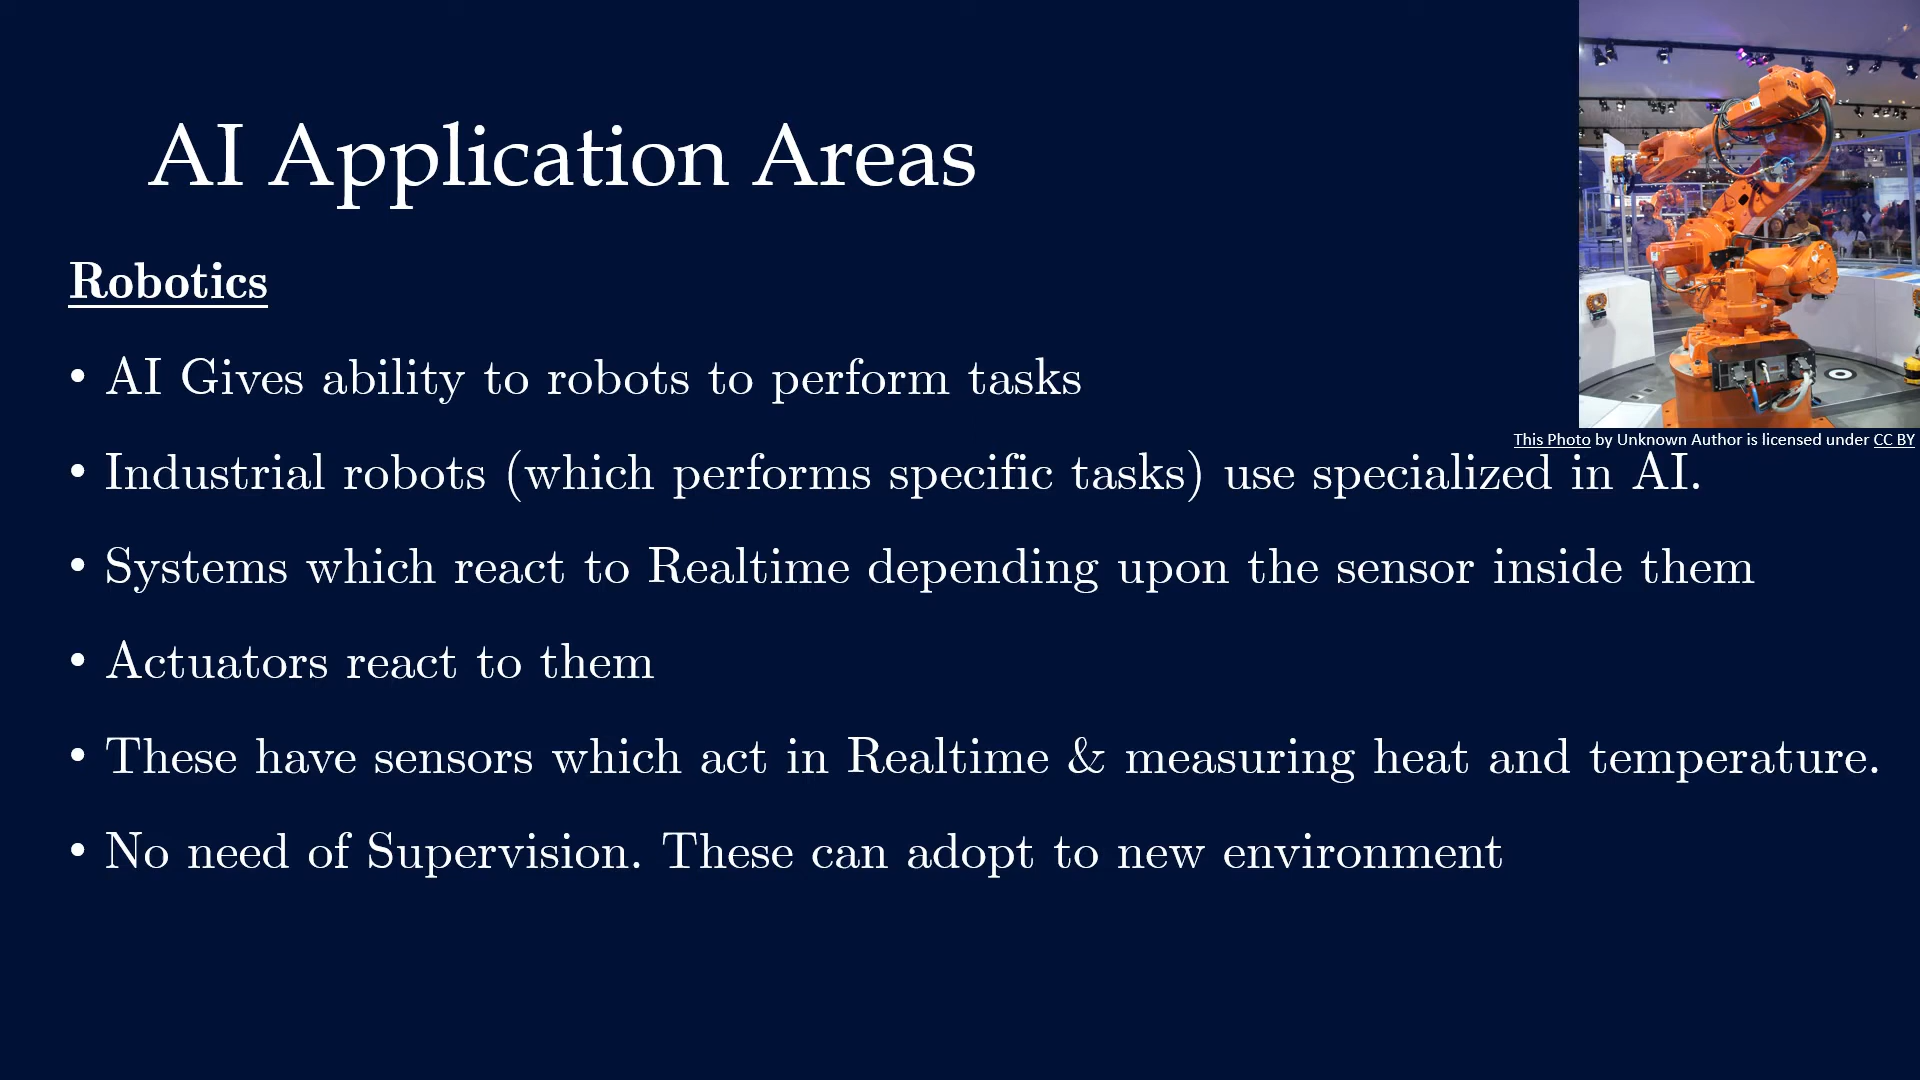 AI Application Areas
Robotics
• AI Gives ability to robots to perform tasks
This Photo by Unknown Author is licensed under CC BY
• Industrial robots (which performs specific tasks) use specialized in AI.
• Systems which react to Realtime depending upon the sensor inside them
• Actuators react to them
• These have sensors which act in Realtime & measuring heat and temperature.
• No need of Supervision. These can adopt to new environment
ABB